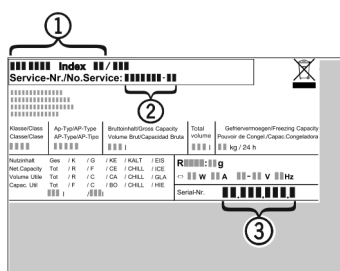 1
Index /
Service-Nr./No.Service: -
2
Klasse/Class Ap-Typ/AP-Type Bruttoinhalt/Gross Capacity Total Gefriervermoegen/Freezing Capacity
Classe/Clase AP-Type/AP-Tipo Volume Brut/Capacidad Bruta volume Pouvoir de Congel./Capas.Congeladora
l l kg / 24 h
Nutzinhalt Ges / K / G / KE / KALT / EIS
Net.Capacity Tot / R / F / CE / CHILL / ICE
Volume Utile Tot / R / C / CA / CHILL / GLA
Capac. Util Tot / F / C / BO / CHILL / HIE
l / l
R : g
W A - V Hz
Serial-Nr. . . .
3